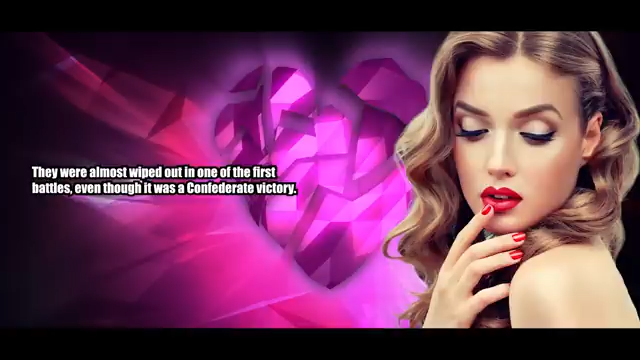 They were almost wiped out in one of the first
battles, even though it was a Confederate victory.